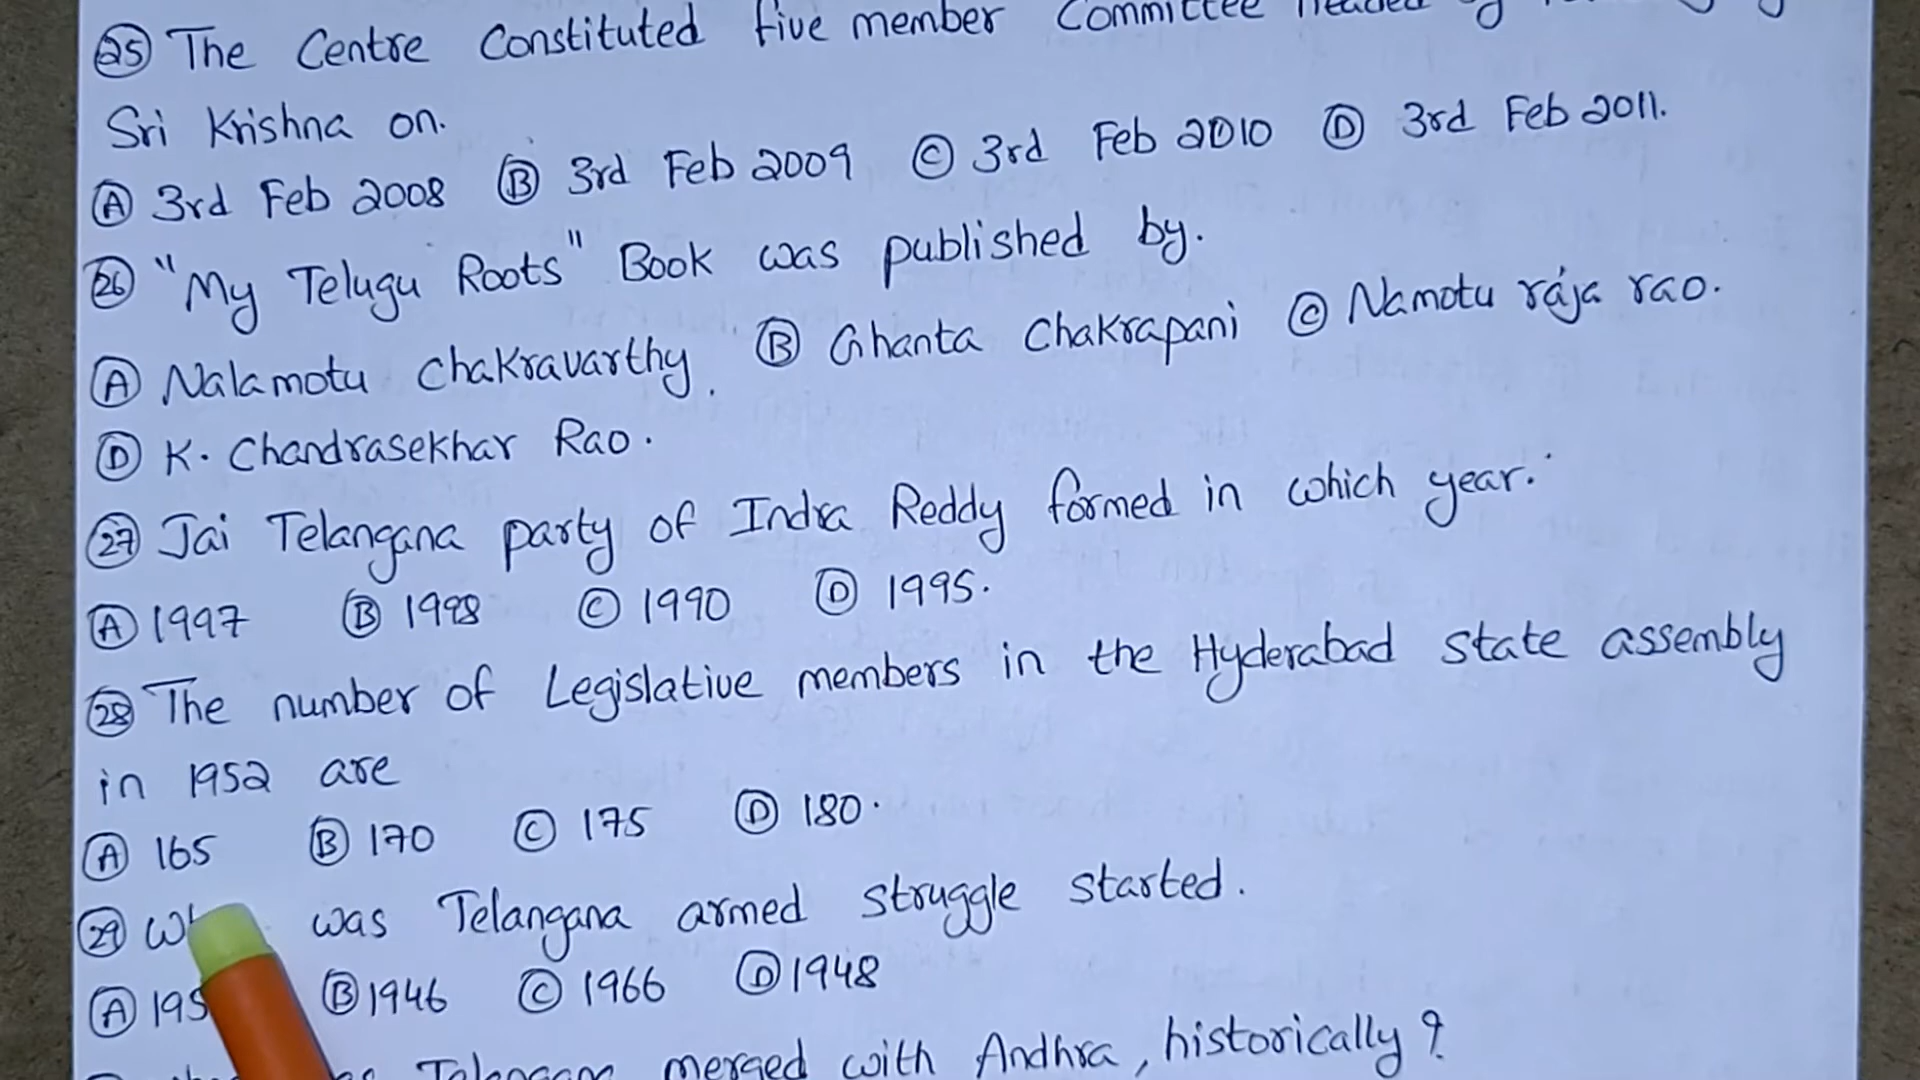 25 The Centre Constituted five member Committee headed by
Sri Krishna on.
A 3rd Feb 2008 B 3rd Feb 2009 C 3rd Feb 2010 D 3rd Feb 2011.
26 "My Telugu Roots" Book was published by.
A Nalamotu Chakravarthy. B Ghanta Chakrapani C Namotu raja rao.
D K. Chandrasekhar Rao.
27 Jai Telangana party of Indra Reddy formed in which year.
A 1997 B 1998 C 1990 D 1995.
28 The number of Legislative members in the Hyderabad state assembly
in 1952 are
A 165 B 170 C 175 D 180.
29 was Telangana armed struggle started.
A B 1946 C 1966 D 1948
Telangana merged with Andhra, historically ?